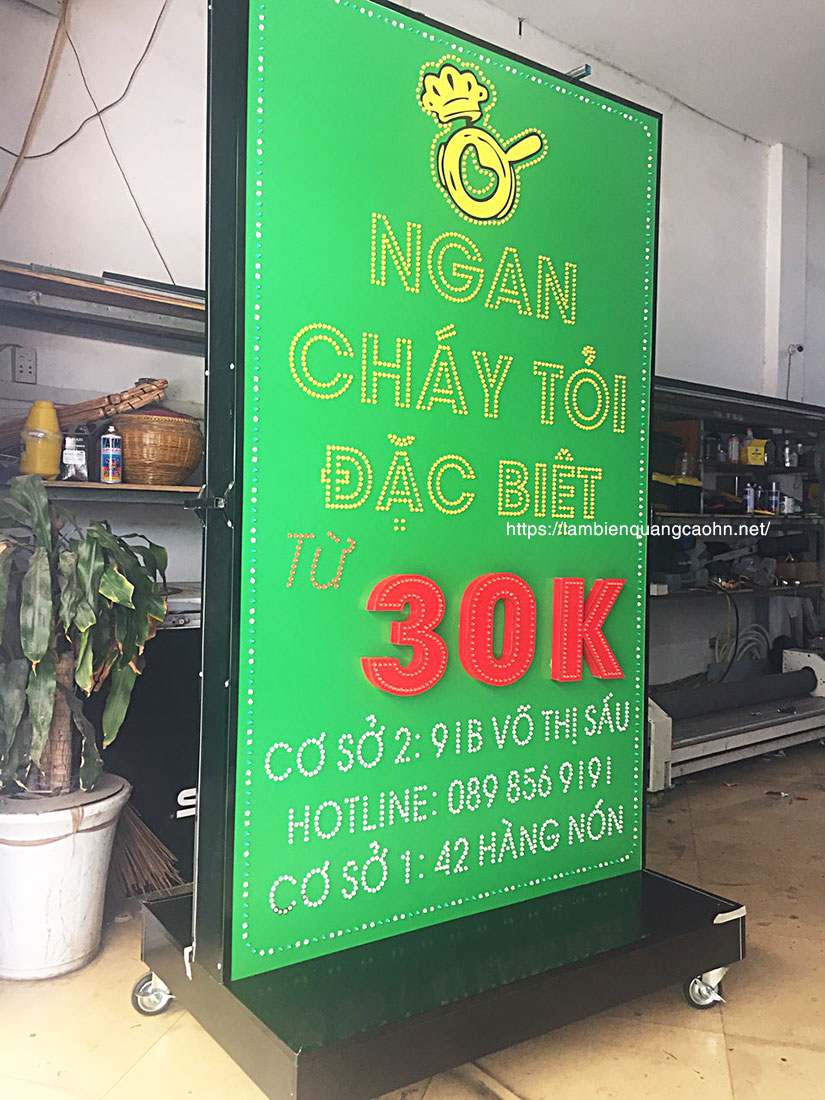 NGAN
CHÁY TỎI
ĐẶC BIỆT
https://lambienquangcaohn.net/
TỪ
30K
CƠ SỞ 2: 91B VÕ THỊ SÁU
HOTLINE: 089 856 9191
CƠ SỞ 1: 42 HÀNG NÓN